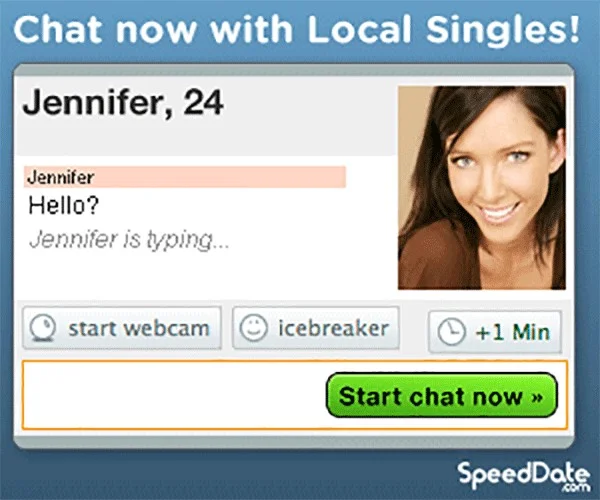 Chat now with Local Singles!
Jennifer, 24
Jennifer
Hello?
Jennifer is typing...
start webcam
icebreaker
+1 Min
Start chat now »
SpeedDate
.com